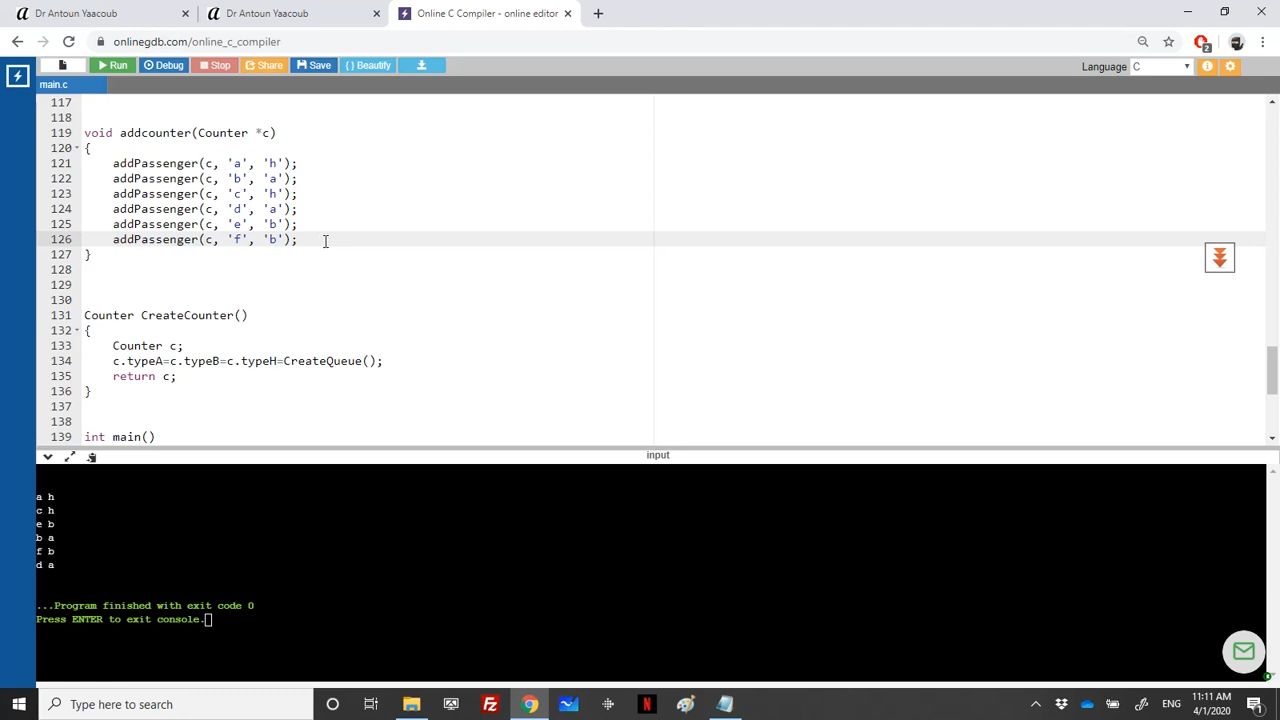 Dr Antoun Yaacoub
Dr Antoun Yaacoub
Online C Compiler - online editor
onlinegdb.com/online_c_compiler
2
Run
Debug
Stop
Share
Save
{ } Beautify
Language C
main.c
117
118
119 void addcounter(Counter *c)
120 {
121 addPassenger(c, 'a', 'h');
122 addPassenger(c, 'b', 'a');
123 addPassenger(c, 'c', 'h');
124 addPassenger(c, 'd', 'a');
125 addPassenger(c, 'e', 'b');
126 addPassenger(c, 'f', 'b');
127 }
128
129
130
131 Counter CreateCounter()
132 {
133 Counter c;
134 c.typeA=c.typeB=c.typeH=CreateQueue();
135 return c;
136 }
137
138
139 int main()
input
a h
c h
e b
b a
f b
d a
...Program finished with exit code 0
Press ENTER to exit console.
Type here to search
ENG
11:11 AM
4/1/2020
1